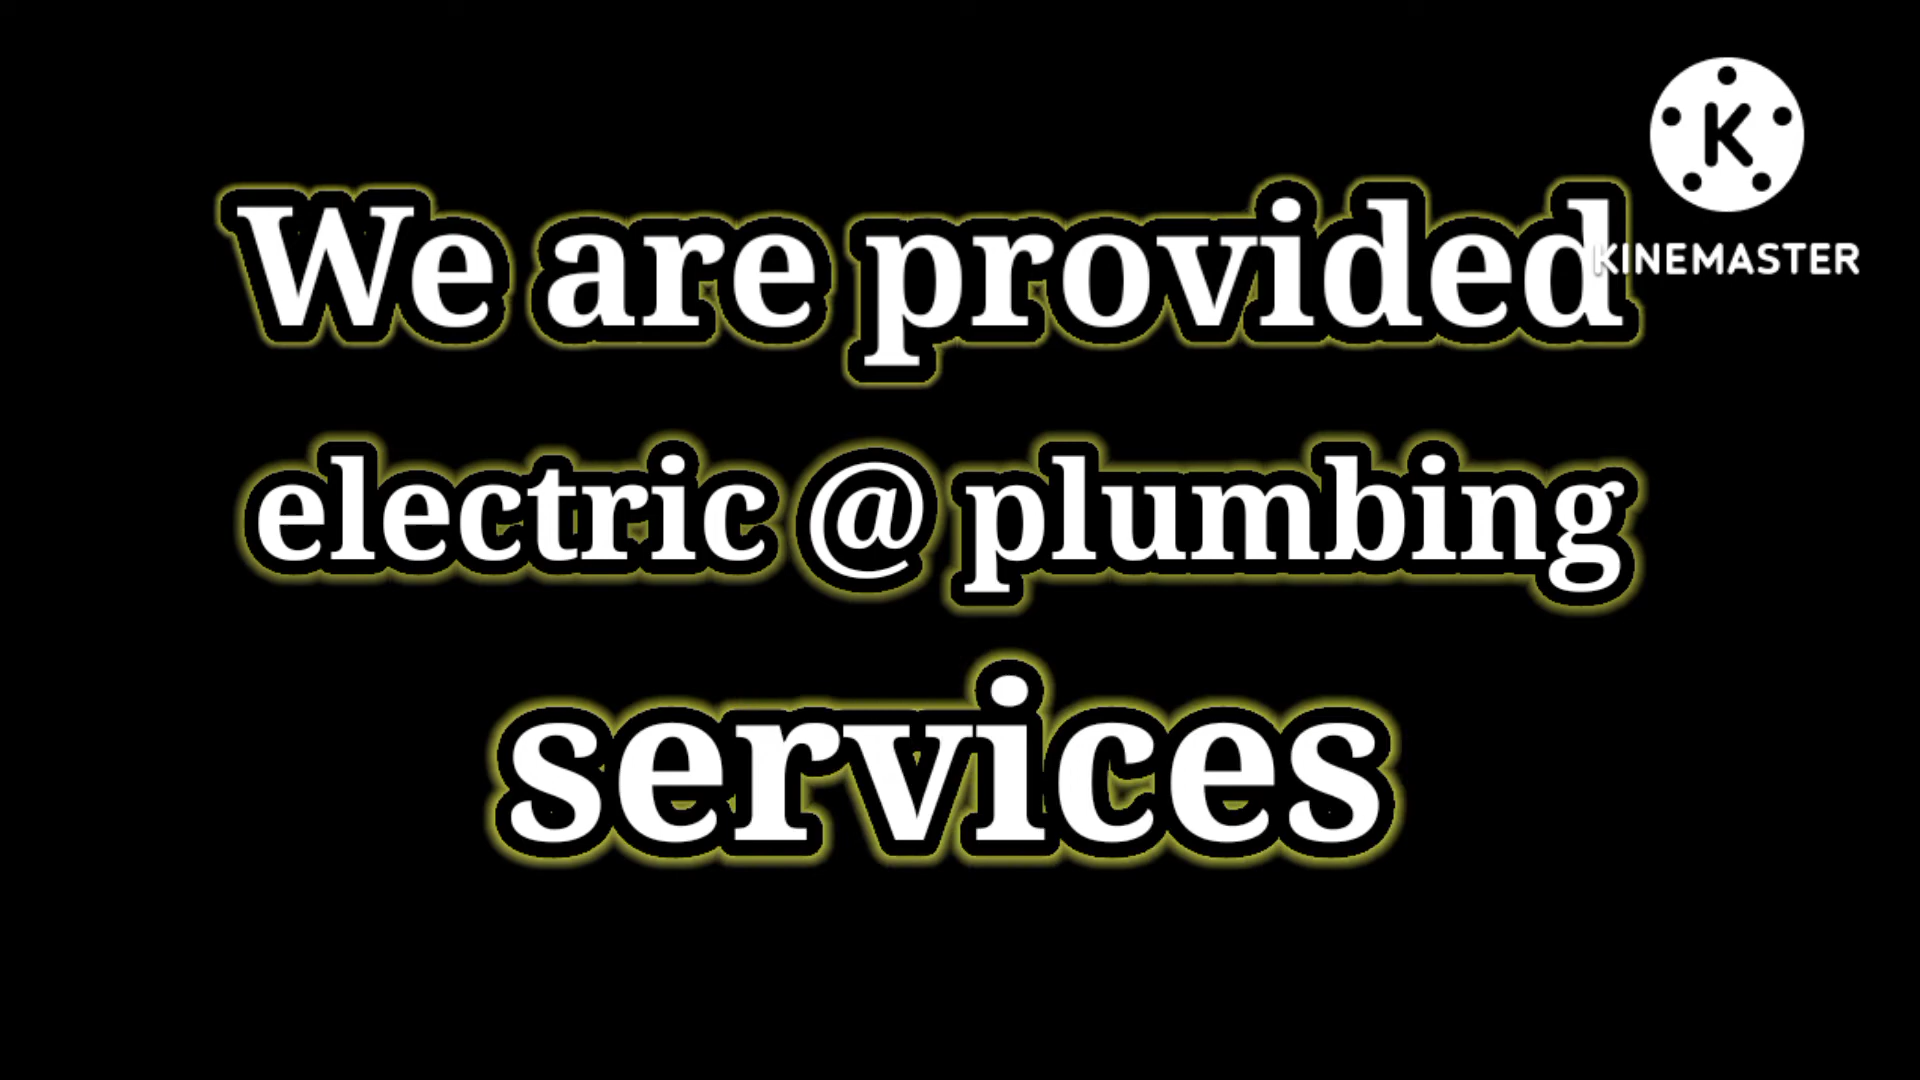 K
KINEMASTER
We are provided
electric @ plumbing
services